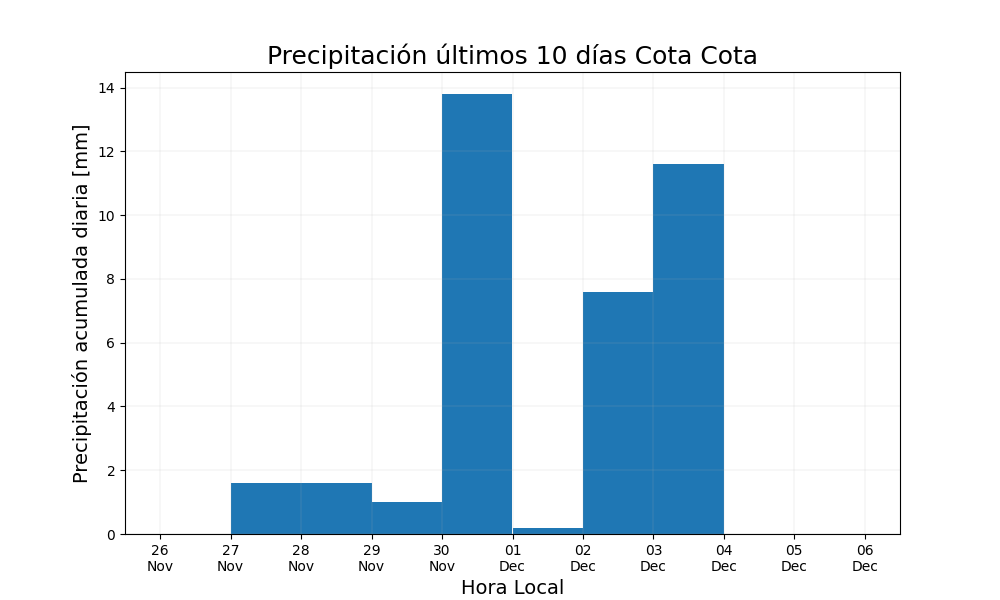 Precipitación últimos 10 días Cota Cota
Precipitación acumulada diaria [mm]
14
12
10
8
6
4
2
0
26 27 28 29 30 01 02 03 04 05 06
Nov Nov Nov Nov Nov Dec Dec Dec Dec Dec Dec
Hora Local